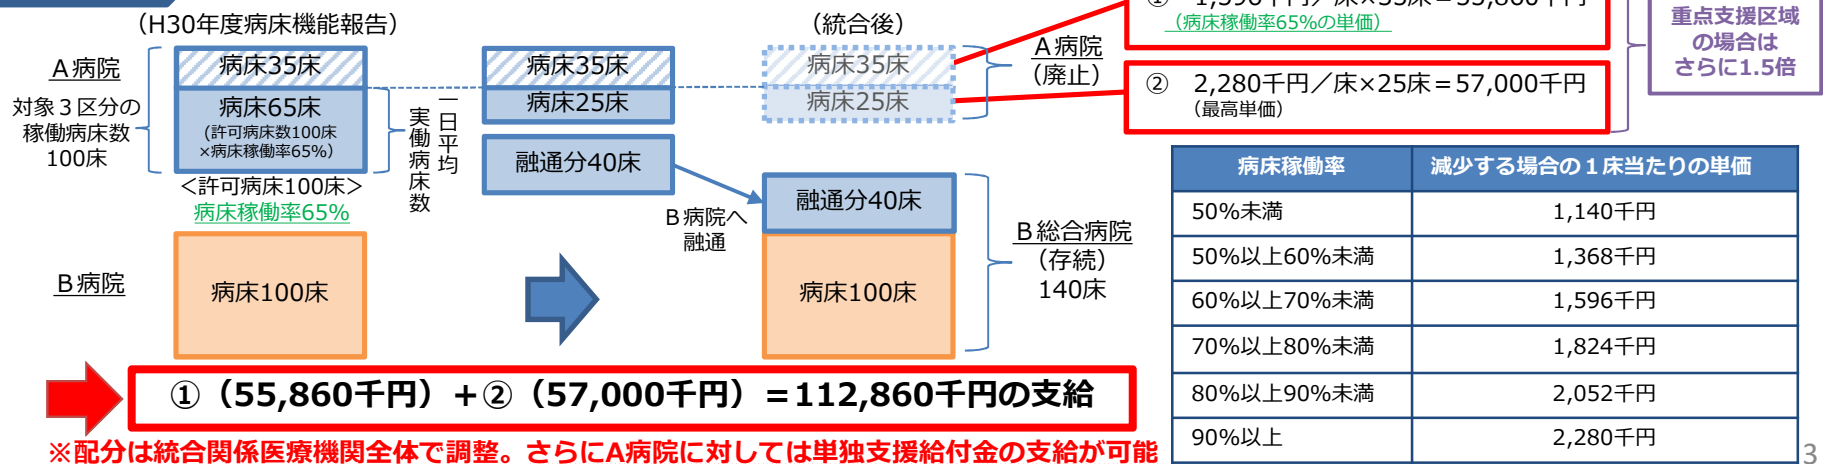 ① 1,596千円／床×35床＝55,860千円
（病床稼働率65%の単価）
重点支援区域
の場合は
さらに1.5倍
（H30年度病床機能報告）
（統合後）
Ａ病院
対象３区分の
稼働病床数
100床
病床35床
病床65床
(許可病床数100床
×病床稼働率65%)
一日平均
実働病床数
＜許可病床100床＞
病床稼働率65%
病床35床
病床25床
融通分40床
Ｂ病院へ
融通
病床35床
病床25床
Ａ病院
（廃止）
② 2,280千円／床×25床＝57,000千円
（最高単価）
融通分40床
病床100床
Ｂ総合病院
（存続）
140床
Ｂ病院
病床100床
病床稼働率 減少する場合の１床当たりの単価
50%未満 1,140千円
50%以上60%未満 1,368千円
60%以上70%未満 1,596千円
70%以上80%未満 1,824千円
80%以上90%未満 2,052千円
90%以上 2,280千円
①（55,860千円）＋②（57,000千円）＝112,860千円の支給
※配分は統合関係医療機関全体で調整。さらにA病院に対しては単独支援給付金の支給が可能
3